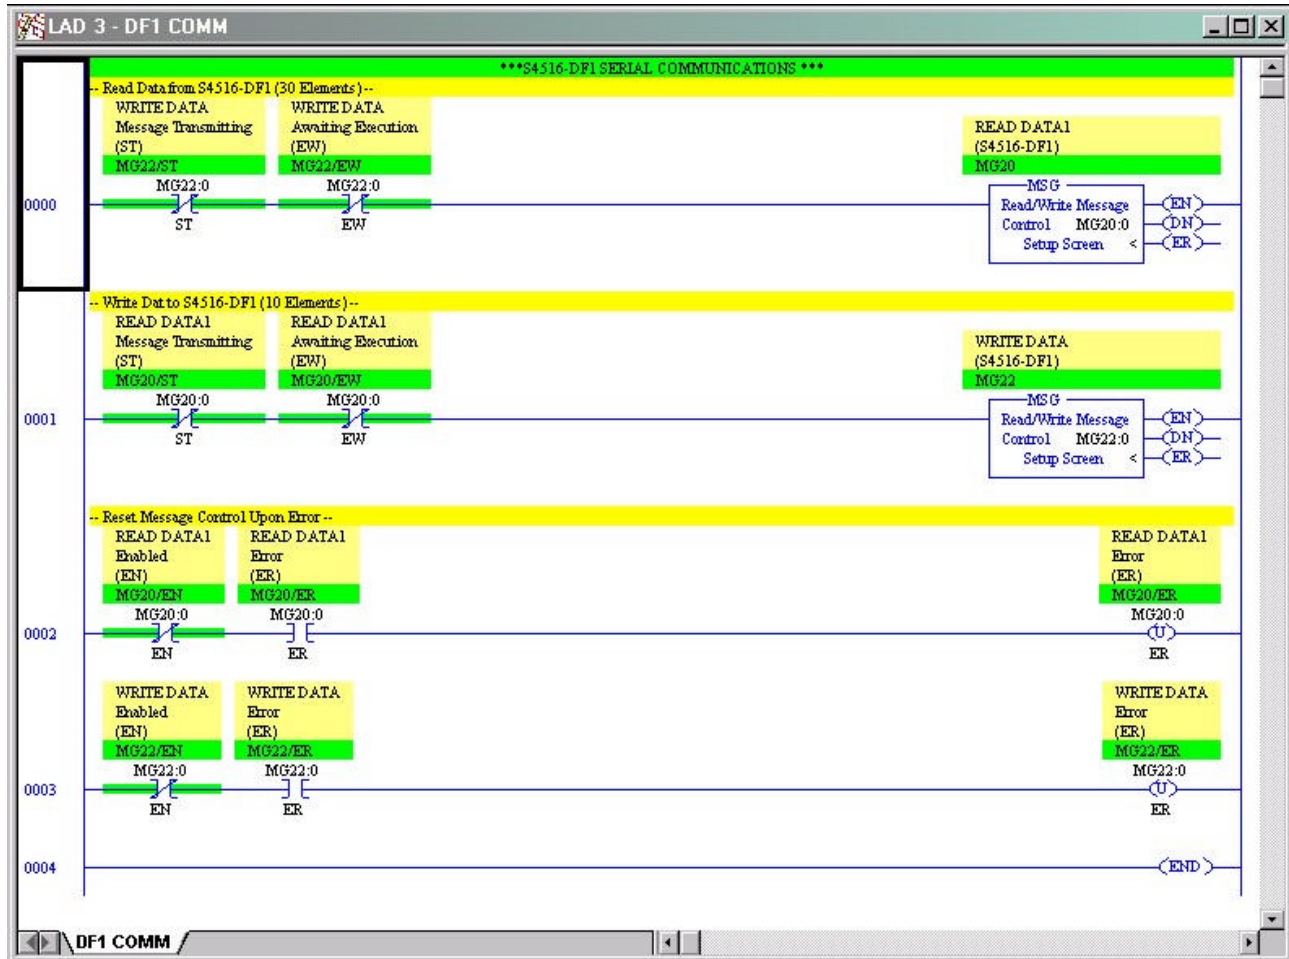 LAD 3 - DF1 COMM
***S4516-DF1 SERIAL COMMUNICATIONS ***
-- Read Data from S4516-DF1 (30 Elements) --
WRITE DATA WRITE DATA
Message Transmitting Awaiting Execution READ DATA1
(ST) (EW) (S4516-DF1)
MG22/ST MG22/EW MG20
MG22:0 MG22:0 MSG
0000 Read/Write Message EN
ST EW Control MG20:0 DN
Setup Screen < ER
-- Write Dat to S4516-DF1 (10 Elements) --
READ DATA1 READ DATA1
Message Transmitting Awaiting Execution WRITE DATA
(ST) (EW) (S4516-DF1)
MG20/ST MG20/EW MG22
MG20:0 MG20:0 MSG
0001 Read/Write Message EN
ST EW Control MG22:0 DN
Setup Screen < ER
-- Reset Message Control Upon Error --
READ DATA1 READ DATA1 READ DATA1
Enabled Error Error
(EN) (ER) (ER)
MG20/EN MG20/ER MG20/ER
MG20:0 MG20:0 MG20:0
0002 U
EN ER ER
WRITE DATA WRITE DATA WRITE DATA
Enabled Error Error
(EN) (ER) (ER)
MG22/EN MG22/ER MG22/ER
MG22:0 MG22:0 MG22:0
0003 U
EN ER ER
0004 END
DF1 COMM